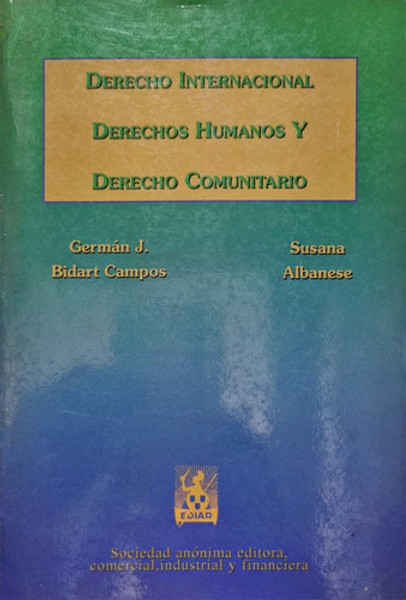 DERECHO INTERNACIONAL
DERECHOS HUMANOS Y
DERECHO COMUNITARIO
Germán J.
Bidart Campos
Susana
Albanese
EDIAR
Sociedad anónima editora,
comercial, industrial y financiera